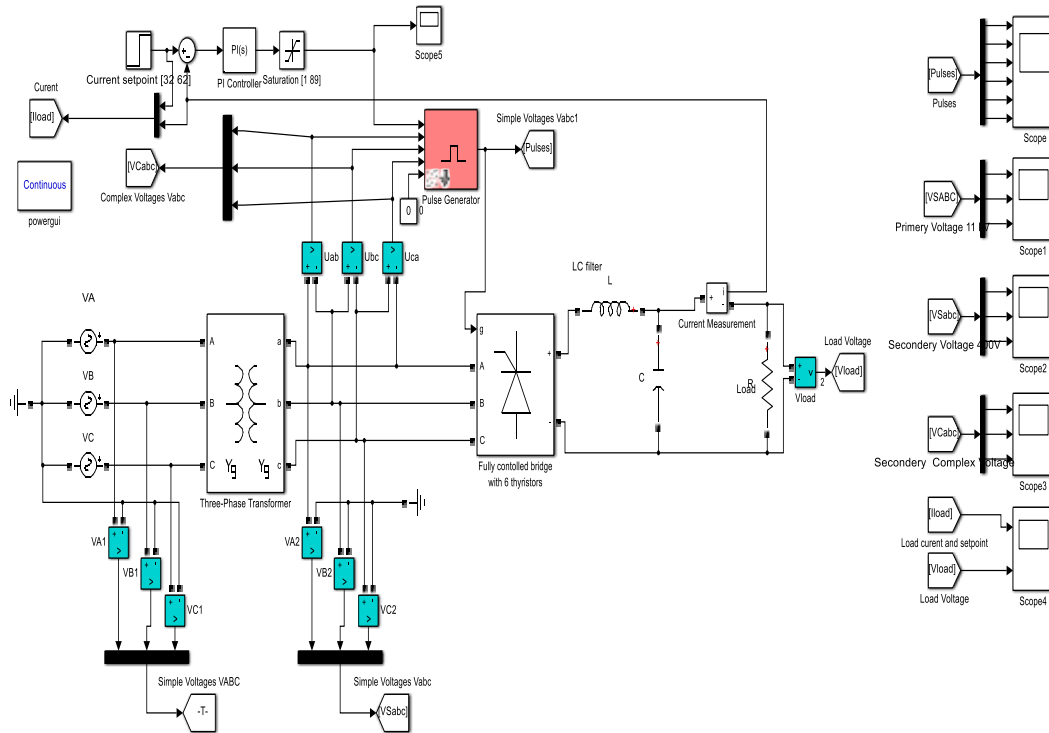 Scope5
PI(s)
Current setpoint [32 62]
PI Controller
Saturation [1 89]
Curent
[Iload]
Continuous
powergui
[VCabc]
Complex Voltages Vabc
Simple Voltages Vabc1
[Pulses]
Pulse Generator
0
0
Uab
Ubc
Uca
LC filter
L
i
+
-
Current Measurement
VA
VB
VC
A
B
C
a
b
c
Yg
Yg
Three-Phase Transformer
g
A
B
C
+
-
Fully contolled bridge
with 6 thyristors
C
R
Load
Load Voltage
+
-
v
2
Vload
[Vload]
VA1
VB1
VC1
VA2
VB2
VC2
Simple Voltages VABC
-T-
Simple Voltages Vabc
[VSabc]
[Pulses]
Pulses
Scope
[VSABC]
Primery Voltage 11
Scope1
[VSabc]
Secondery Voltage 400V
Scope2
[VCabc]
Secondery Complex Voltage
Scope3
[Iload]
Load curent and setpoint
[Vload]
Load Voltage
Scope4